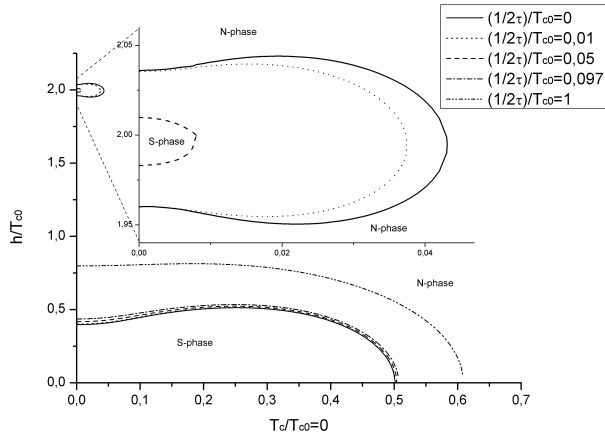 N-phase
(1/2τ)/Tc0=0
(1/2τ)/Tc0=0,01
(1/2τ)/Tc0=0,05
(1/2τ)/Tc0=0,097
(1/2τ)/Tc0=1
2,05
2,00
1,95
S-phase
N-phase
0,00
0,02
0,04
2,0
1,5
1,0
0,5
0,0
h/Tc0
N-phase
S-phase
0,0
0,1
0,2
0,3
0,4
0,5
0,6
0,7
Tc/Tc0=0